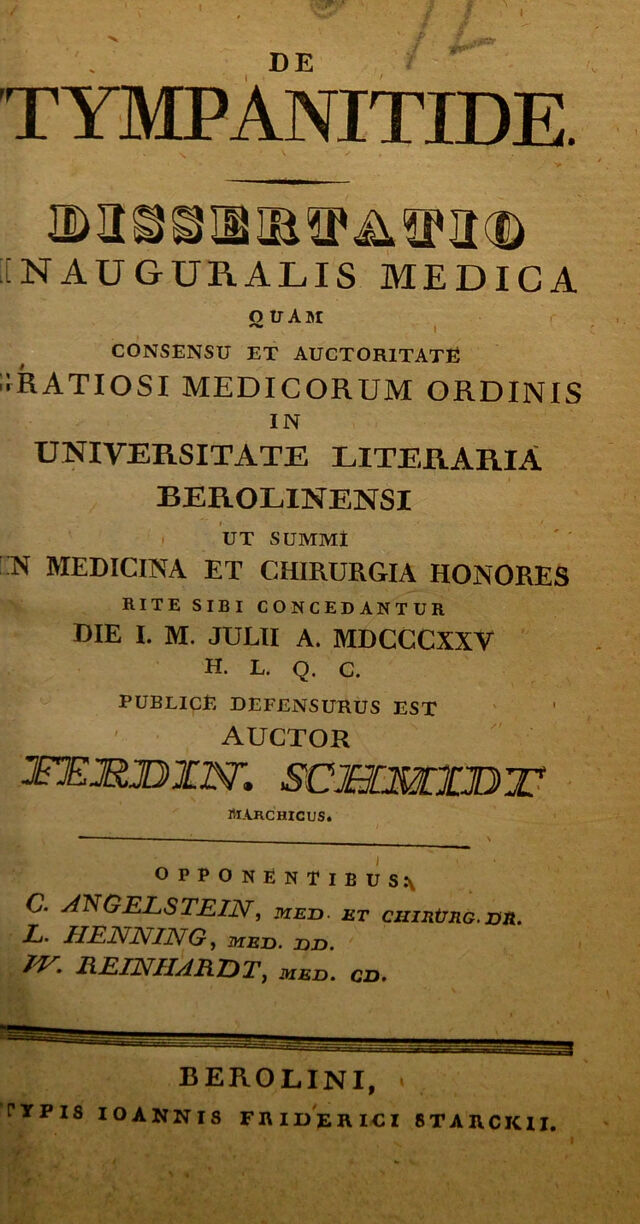 12
DE
TYMPANITIDE.
DISSERTATIO
INAUGURALIS MEDICA
QUAM
CONSENSU ET AUCTORITATE
GRATIOSI MEDICORUM ORDINIS
IN
UNIVERSITATE LITERARIA
BEROLINENSI
UT SUMMI
IN MEDICINA ET CHIRURGIA HONORES
RITE SIBI CONCEDANTUR
DIE I. M. JULII A. MDCCCXXV
H. L. Q. C.
PUBLICE DEFENSURUS EST
AUCTOR
FERDIN. SCHMIDT
MARCHICUS.
OPPONENTIBUS:
C. ANGELSTEIN, MED. ET CHIRURG. DR.
L. HENNING, MED. DD.
W. REINHARDT, MED. CD.
BEROLINI,
TYPIS IOANNIS FRIDERICI STARCKII.